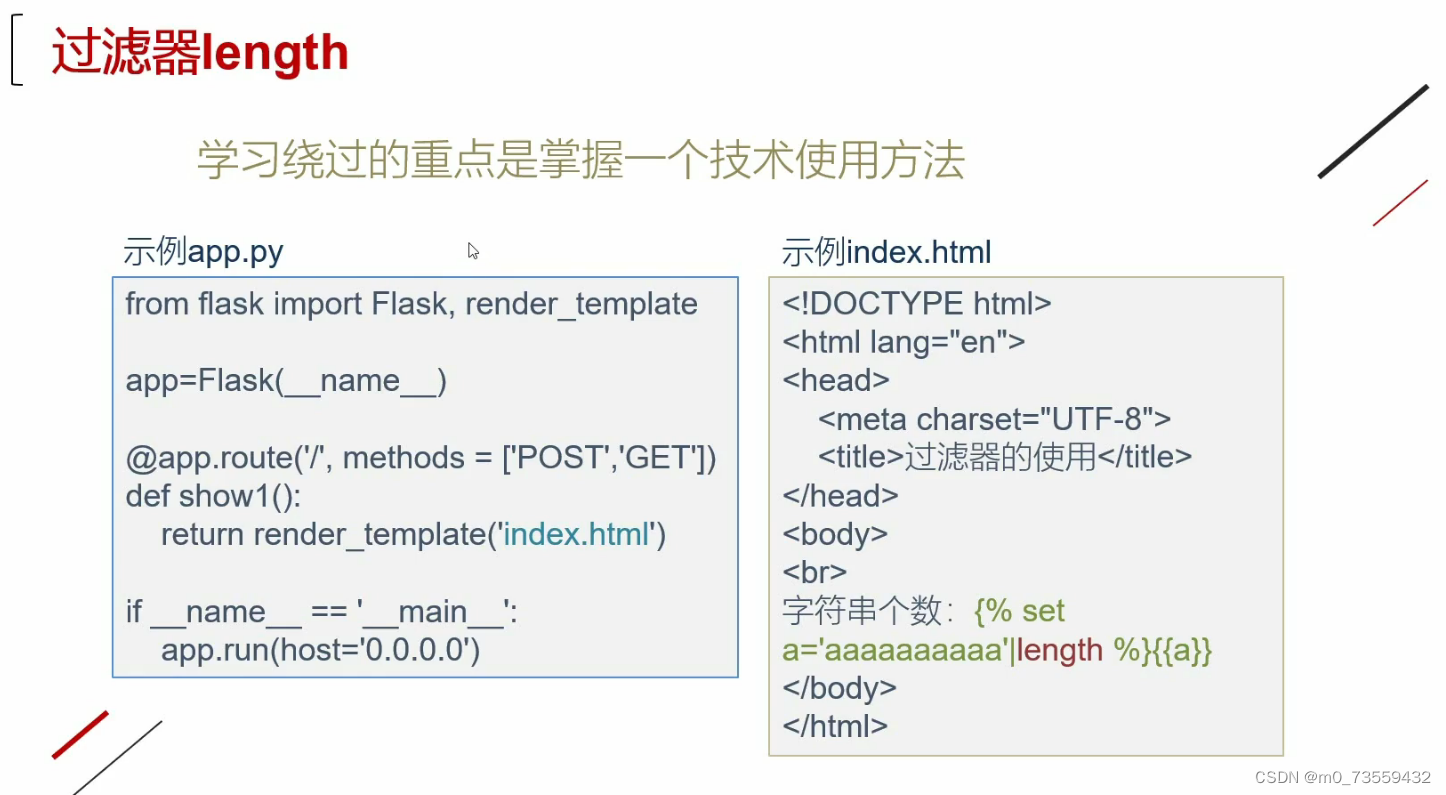 过滤器length
学习绕过的重点是掌握一个技术使用方法
示例app.py
from flask import Flask, render_template
app=Flask(__name__)
@app.route('/', methods = ['POST','GET'])
def show1():
return render_template('index.html')
if __name__ == '__main__':
app.run(host='0.0.0.0')
示例index.html
<!DOCTYPE html>
<html lang="en">
<head>
<meta charset="UTF-8">
<title>过滤器的使用</title>
</head>
<body>
<br>
字符串个数：{% set
a='aaaaaaaaaa'|length %}{{a}}
</body>
</html>
CSDN @m0_73559432